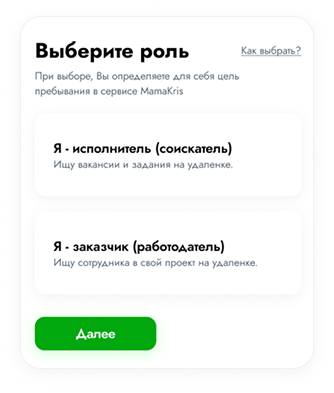 Выберите роль
Как выбрать?
При выборе, Вы определяете для себя цель
пребывания в сервисе MamaKris
Я - исполнитель (соискатель)
Ищу вакансии и задания на удаленке.
Я - заказчик (работодатель)
Ищу сотрудника в свой проект на удаленке.
Далее